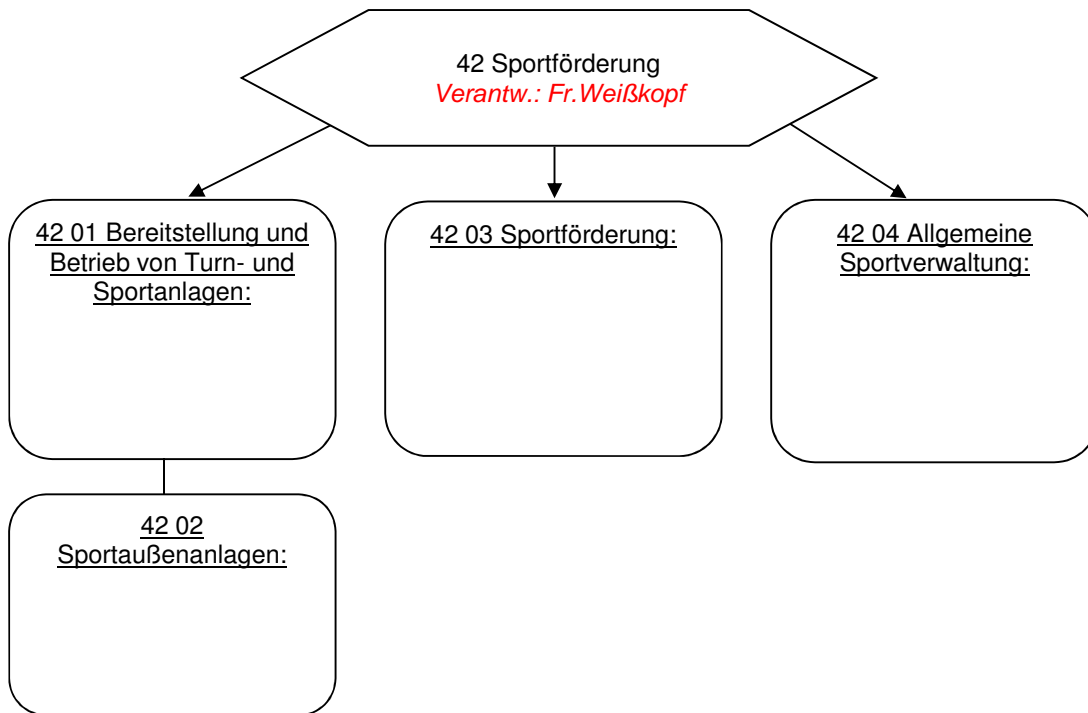 42 Sportförderung
Verantw.: Fr.Weißkopf
42 01 Bereitstellung und
Betrieb von Turn- und
Sportanlagen:
42 03 Sportförderung:
42 04 Allgemeine
Sportverwaltung:
42 02
Sportaußenanlagen: